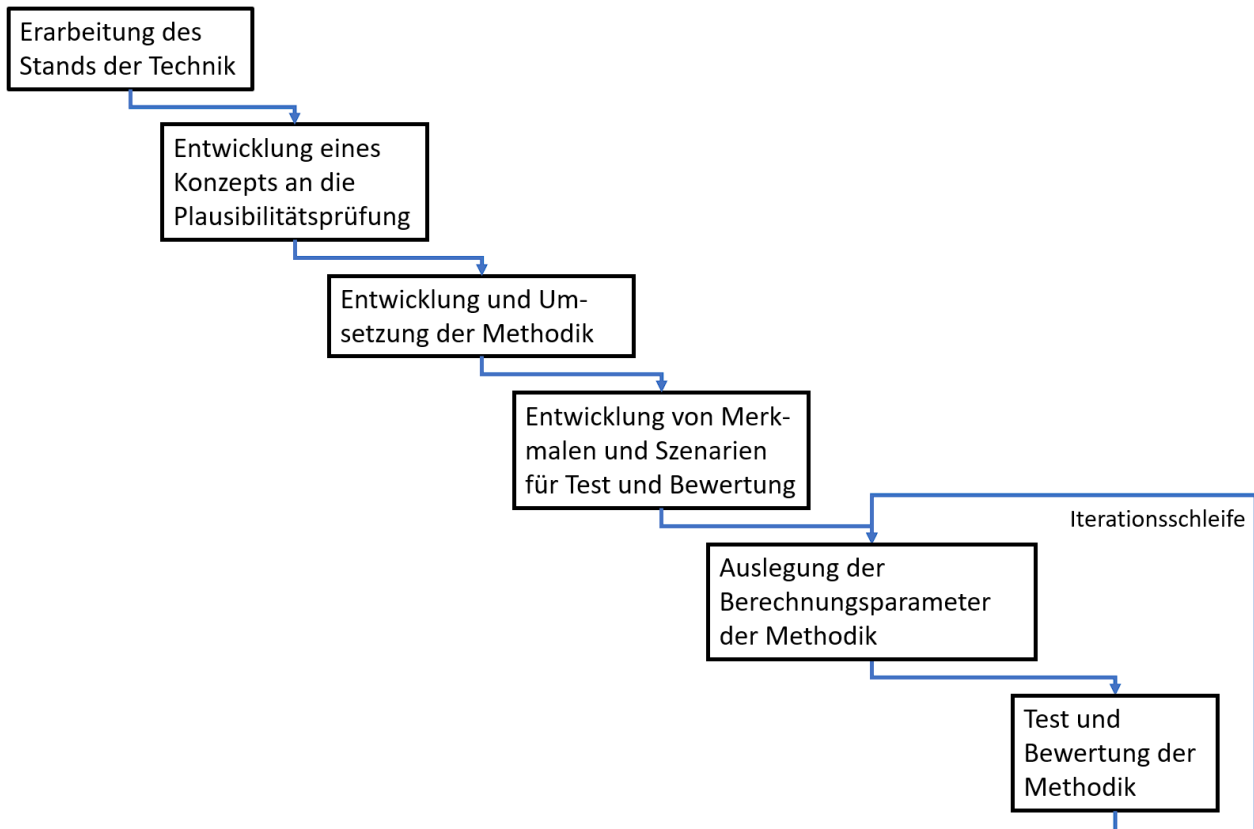 Erarbeitung des
Stands der Technik
Entwicklung eines
Konzepts an die
Plausibilitätsprüfung
Entwicklung und Um-
setzung der Methodik
Entwicklung von Merk-
malen und Szenarien
für Test und Bewertung
Iterationsschleife
Auslegung der
Berechnungsparameter
der Methodik
Test und
Bewertung der
Methodik